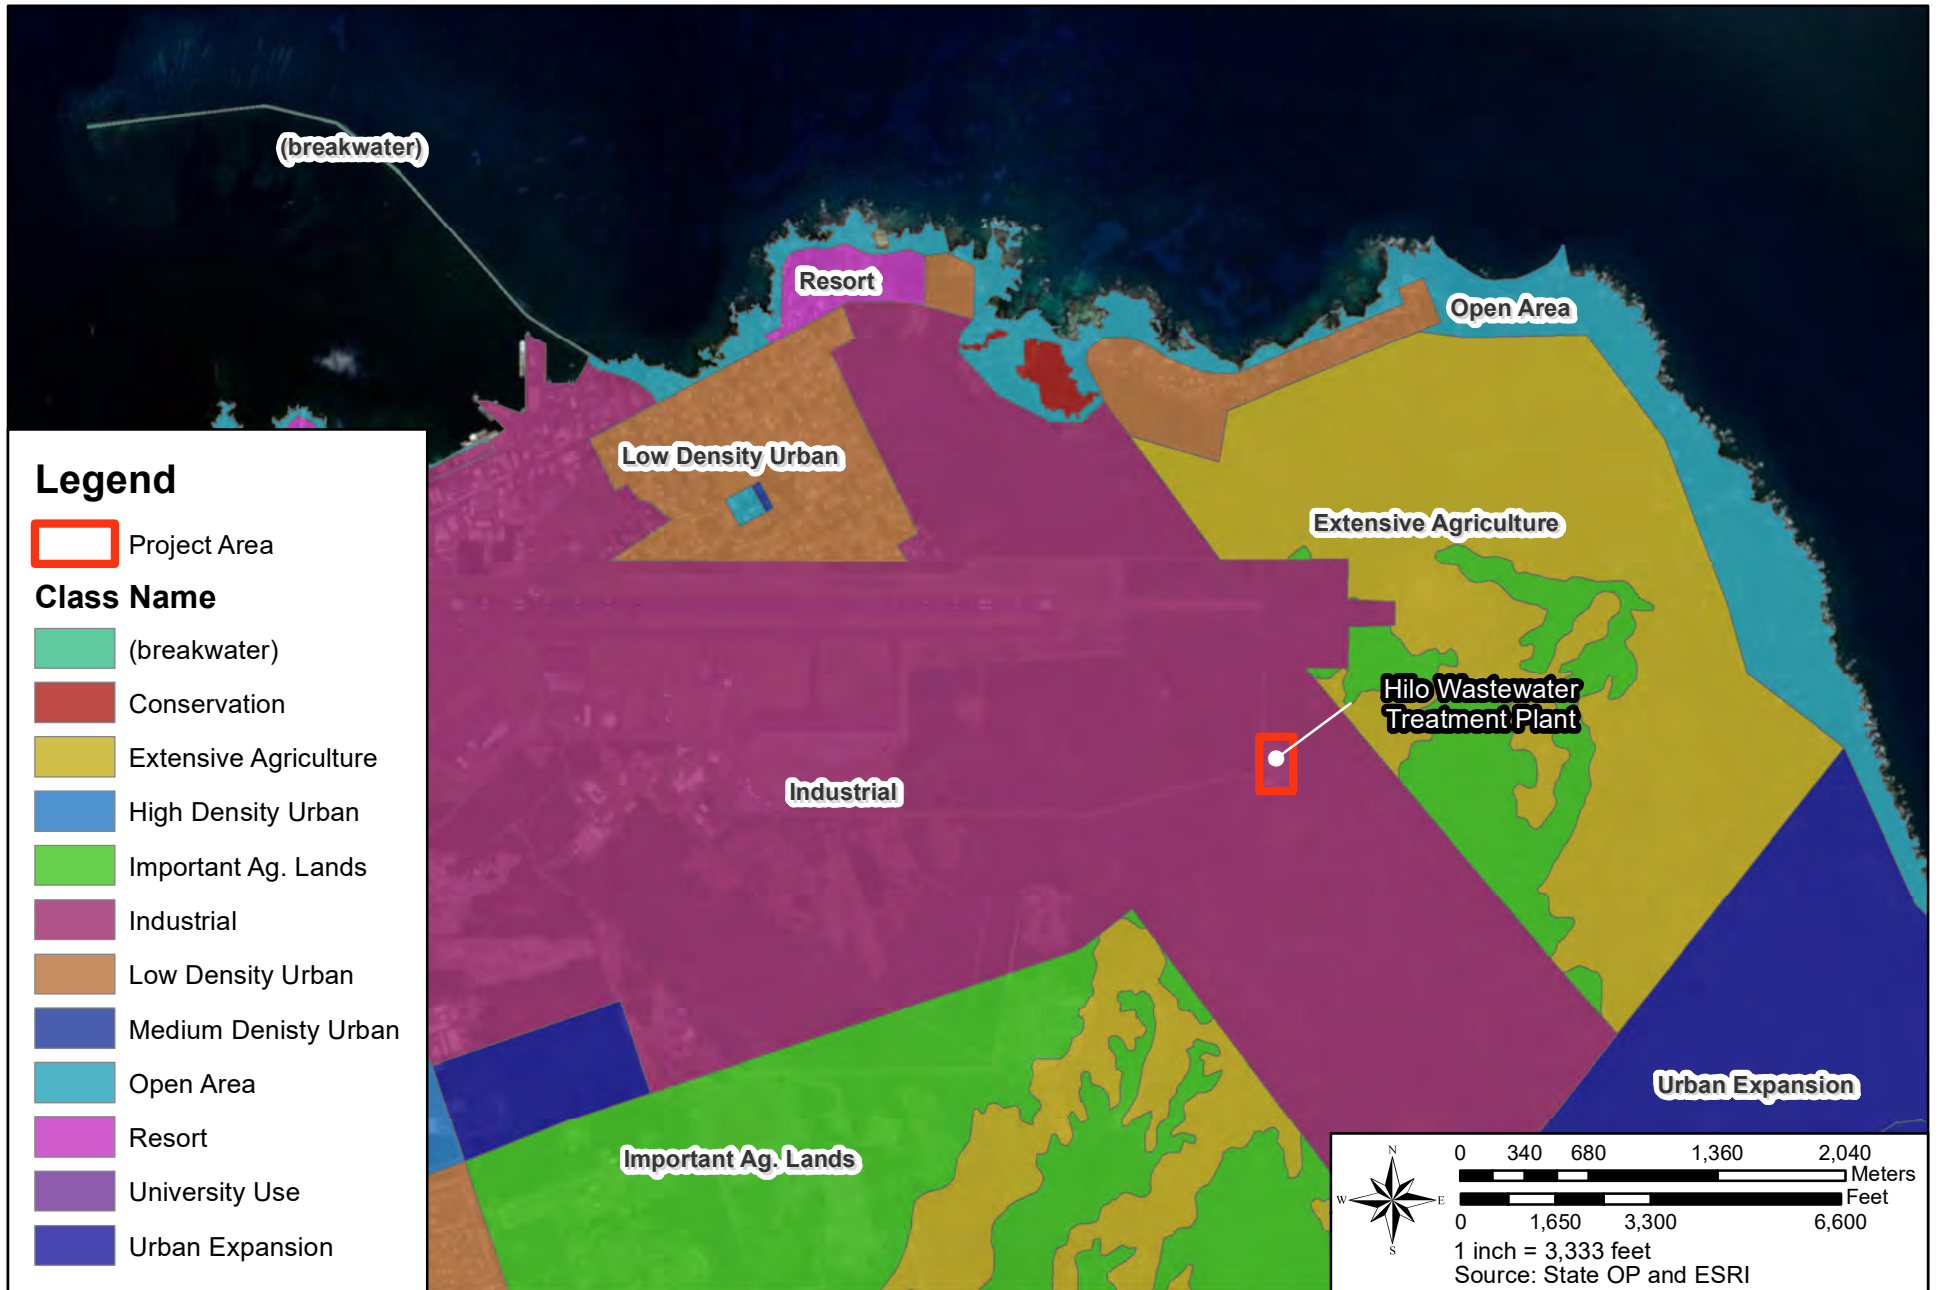 (breakwater)
Resort
Open Area
Low Density Urban
Extensive Agriculture
Hilo Wastewater
Treatment Plant
Industrial
Urban Expansion
Important Ag. Lands
Legend
Project Area
Class Name
(breakwater)
Conservation
Extensive Agriculture
High Density Urban
Important Ag. Lands
Industrial
Low Density Urban
Medium Denisty Urban
Open Area
Resort
University Use
Urban Expansion
N
W E
S
0 340 680 1,360 2,040
Meters
Feet
0 1,650 3,300 6,600
1 inch = 3,333 feet
Source: State OP and ESRI